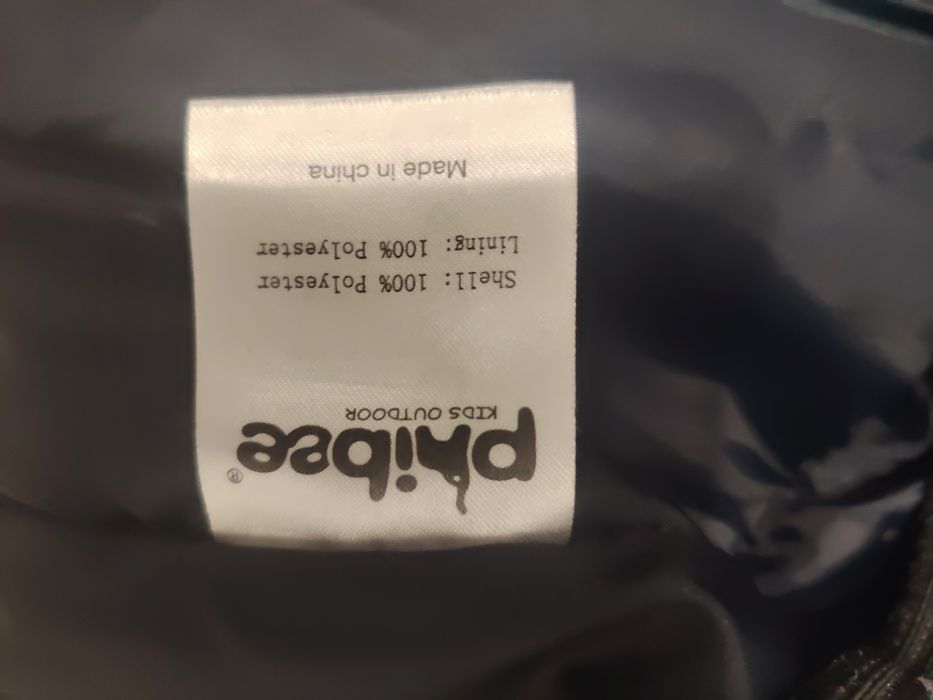 phibee®
KIDS OUTDOOR
Shell: 100% Polyester
Lining: 100% Polyester
Made in china